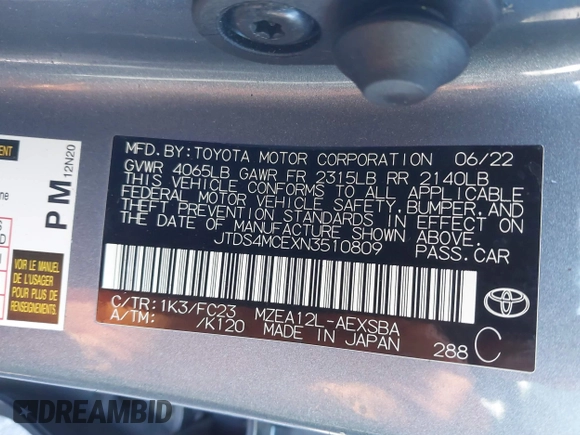 MFD. BY: TOYOTA MOTOR CORPORATION 06/22
GVWR 4065LB GAWR FR 2315LB RR 2140LB
THIS VEHICLE CONFORMS TO ALL APPLICABLE
FEDERAL MOTOR VEHICLE SAFETY, BUMPER, AND
THEFT PREVENTION STANDARDS IN EFFECT ON
THE DATE OF MANUFACTURE SHOWN ABOVE.
JTDS4MCEXN3510809 PASS. CAR
C/TR: 1K3/FC23 MZEA12L-AEXSBA
A/TM: /K120 MADE IN JAPAN 288 C
TOYOTA
PM 12N20
VOIR LE MANUEL
DE L'USAGER
POUR PLUS DE
RENSEIGNEMENTS
DREAMBID